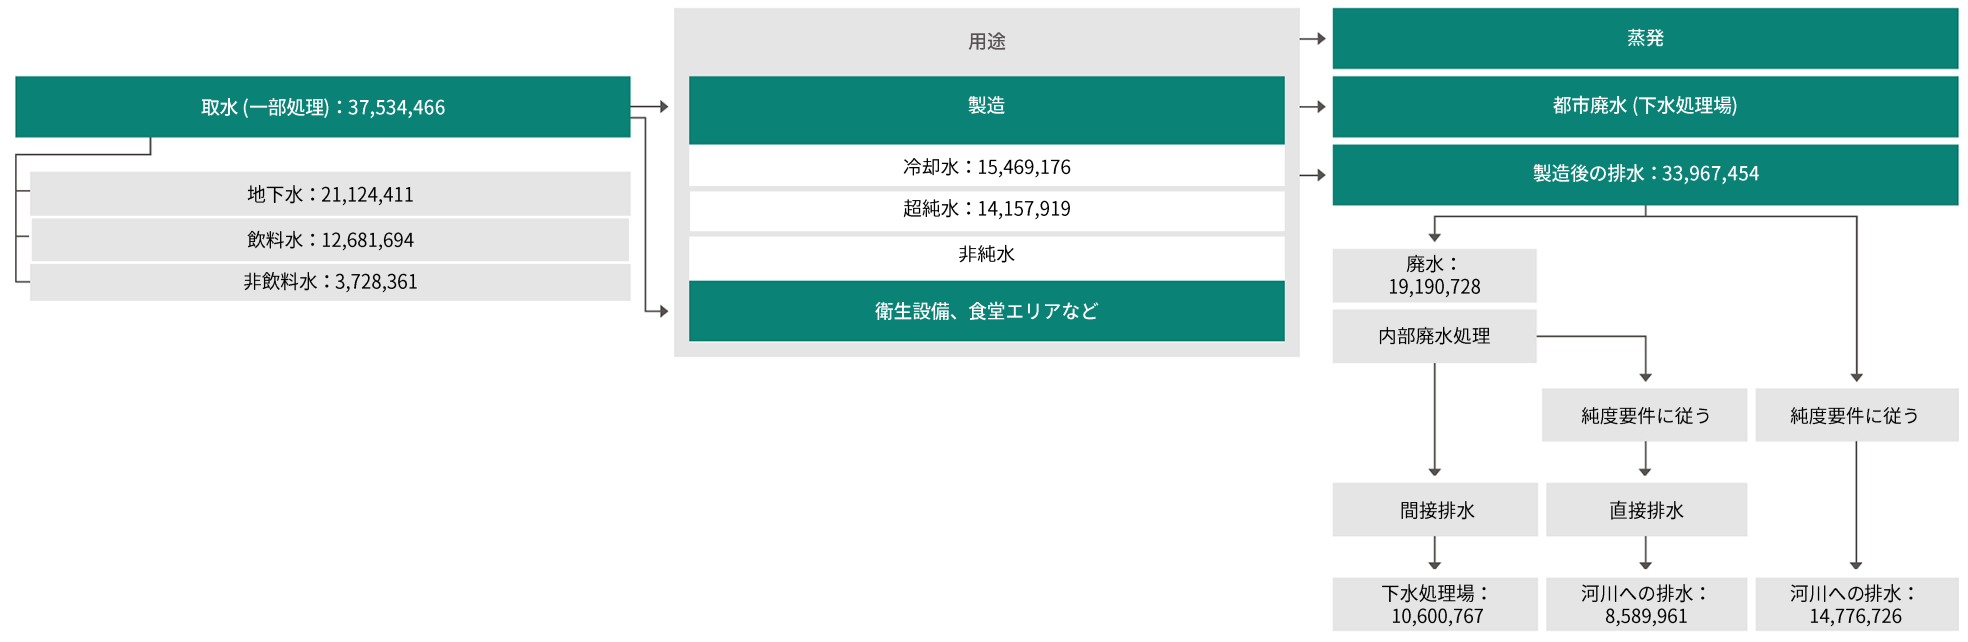 取水 (一部処理)：37,534,466
地下水：21,124,411
飲料水：12,681,694
非飲料水：3,728,361
用途
製造
冷却水：15,469,176
超純水：14,157,919
非純水
衛生設備、食堂エリアなど
蒸発
都市廃水 (下水処理場)
製造後の排水：33,967,454
廃水：
19,190,728
内部廃水処理
純度要件に従う
純度要件に従う
間接排水
直接排水
下水処理場：
10,600,767
河川への排水：
8,589,961
河川への排水：
14,776,726